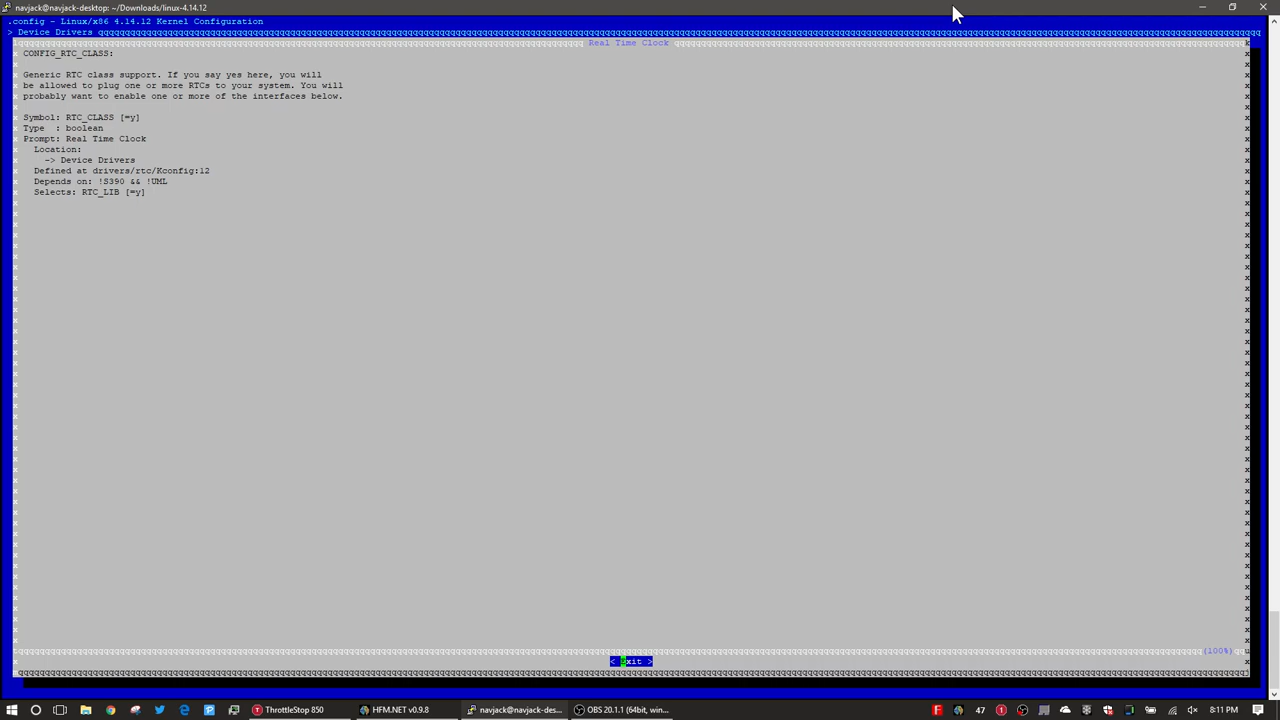 navjack@navjack-desktop: ~/Downloads/linux-4.14.12
.config - Linux/x86 4.14.12 Kernel Configuration
> Device Drivers
Real Time Clock
CONFIG_RTC_CLASS:
Generic RTC class support. If you say yes here, you will
be allowed to plug one or more RTCs to your system. You will
probably want to enable one or more of the interfaces below.
Symbol: RTC_CLASS [=y]
Type  : boolean
Prompt: Real Time Clock
Location:
-> Device Drivers
Defined at drivers/rtc/Kconfig:12
Depends on: !S390 && !UML
Selects: RTC_LIB [=y]
(100%)
< Exit >
ThrottleStop 850
HFM.NET v0.9.8
navjack@navjack-des...
OBS 20.1.1 (64bit, win...
47
8:11 PM